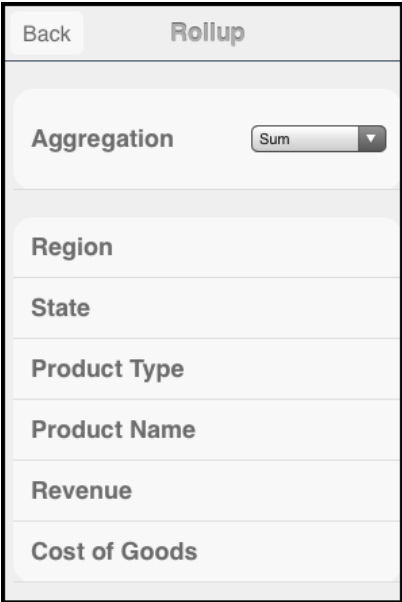 Back Rollup
Aggregation Sum
Region
State
Product Type
Product Name
Revenue
Cost of Goods